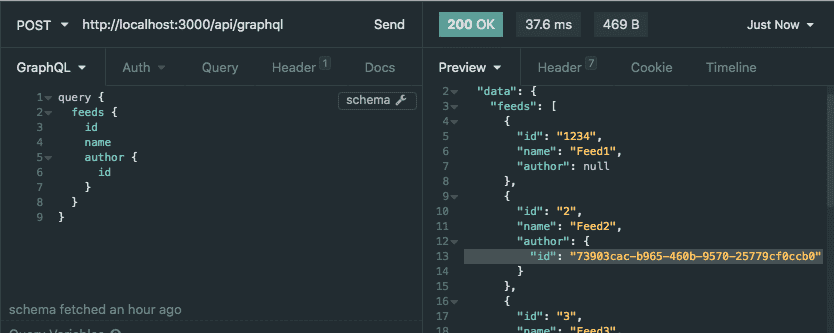 POST http://localhost:3000/api/graphql Send
200 OK 37.6 ms 469 B Just Now
GraphQL Auth Query Header 1 Docs
Preview Header 7 Cookie Timeline
schema
1 query {
2 feeds {
3 id
4 name
5 author {
6 id
7 }
8 }
9 }
schema fetched an hour ago
2 "data": {
3 "feeds": [
4 {
5 "id": "1234",
6 "name": "Feed1",
7 "author": null
8 },
9 {
10 "id": "2",
11 "name": "Feed2",
12 "author": {
13 "id": "73903cac-b965-460b-9570-25779cf0ccb0"
14 }
15 },
16 {
17 "id": "3",
18 "name": "Feed3",